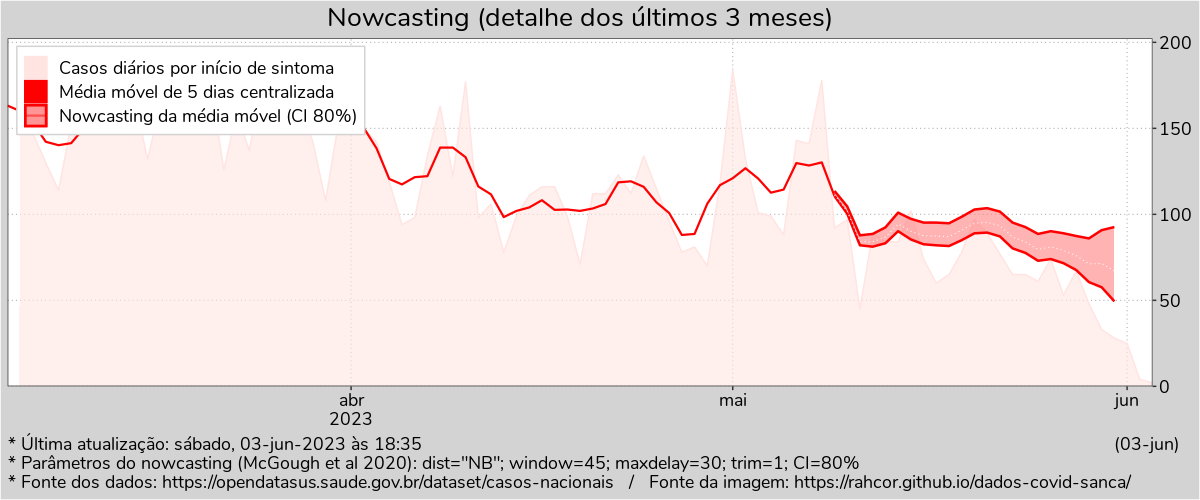 Nowcasting (detalhe dos últimos 3 meses)
Casos diários por início de sintoma
Média móvel de 5 dias centralizada
Nowcasting da média móvel (CI 80%)
200
150
100
50
0
abr
2023
mai
jun
* Última atualização: sábado, 03-jun-2023 às 18:35
(03-jun)
* Parâmetros do nowcasting (McGough et al 2020): dist="NB"; window=45; maxdelay=30; trim=1; CI=80%
* Fonte dos dados: https://opendatasus.saude.gov.br/dataset/casos-nacionais / Fonte da imagem: https://rahcor.github.io/dados-covid-sanca/